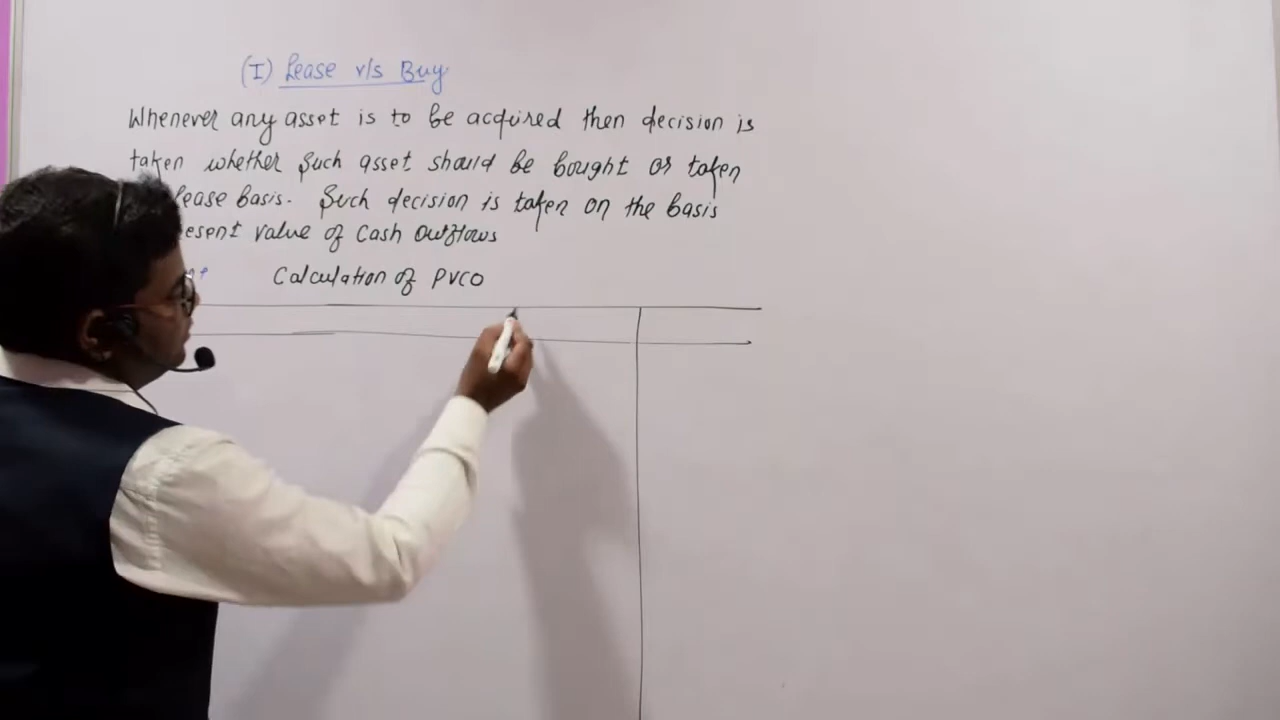 (I) Lease v/s Buy
Whenever any asset is to be acquired then decision is
taken whether such asset should be bought or taken
lease basis. Such decision is taken on the basis
value of cash outflows
Calculation of PVCO